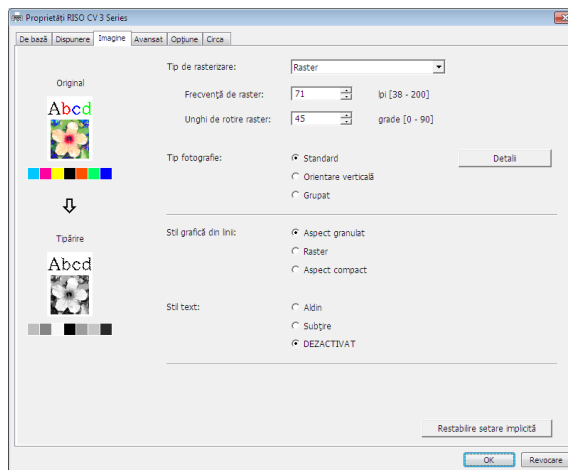 Proprietăți RISO CV 3 Series
De bază Dispunere Imagine Avansat Opțiune Circa
Tip de rasterizare: Raster
Original
Frecvență de raster: 71 lpi [38 - 200]
Abcd
Unghi de rotire raster: 45 grade [0 - 90]
Tip fotografie: Standard Detalii
Orientare verticală
Grupat
Stil grafică din linii: Aspect granulat
Tipărire
Raster
Abcd
Aspect compact
Stil text: Aldin
Subțire
DEZACTIVAT
Restabilire setare implicită
OK Revocare